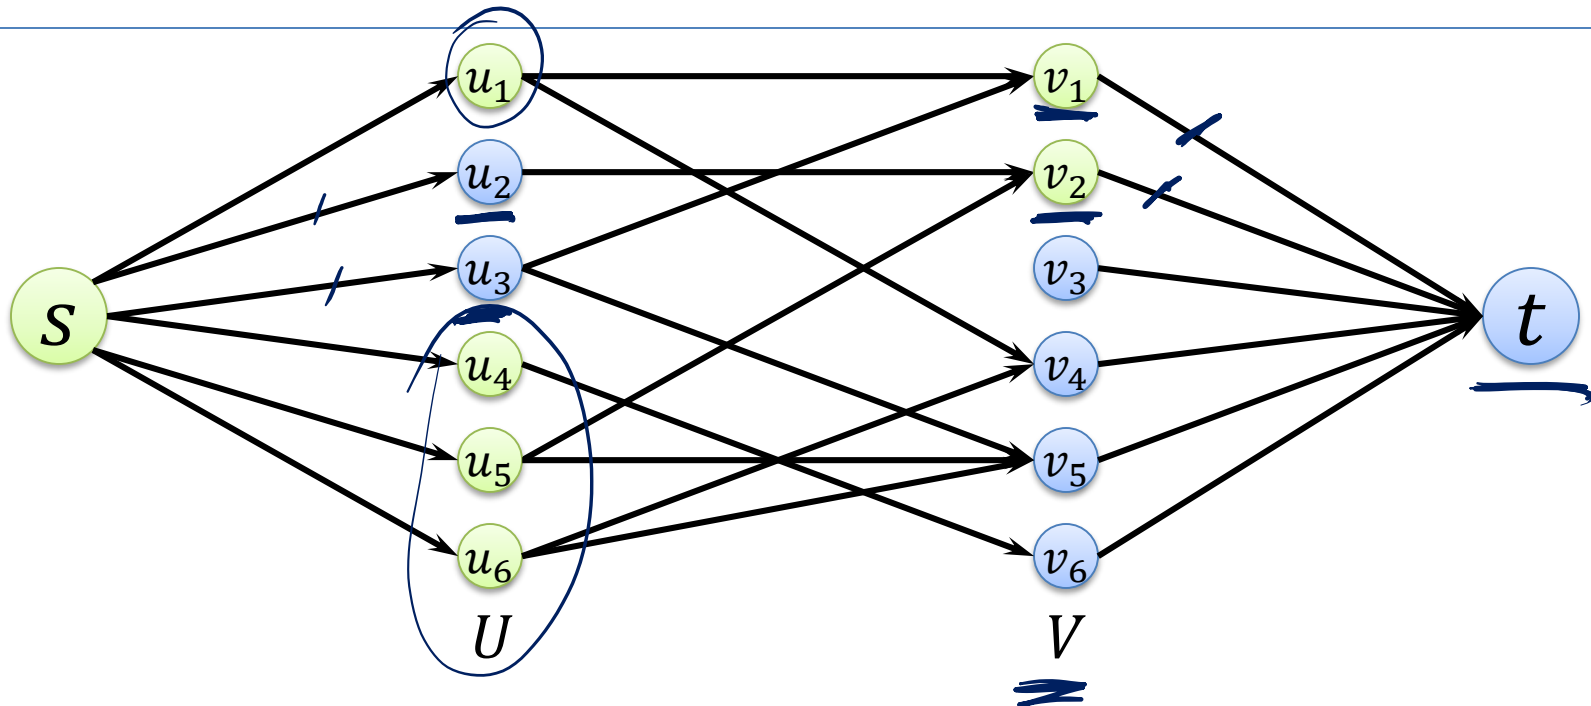 u₁ v₁
u₂ v₂
u₃ v₃
s t
u₄ v₄
u₅ v₅
u₆ v₆
U V